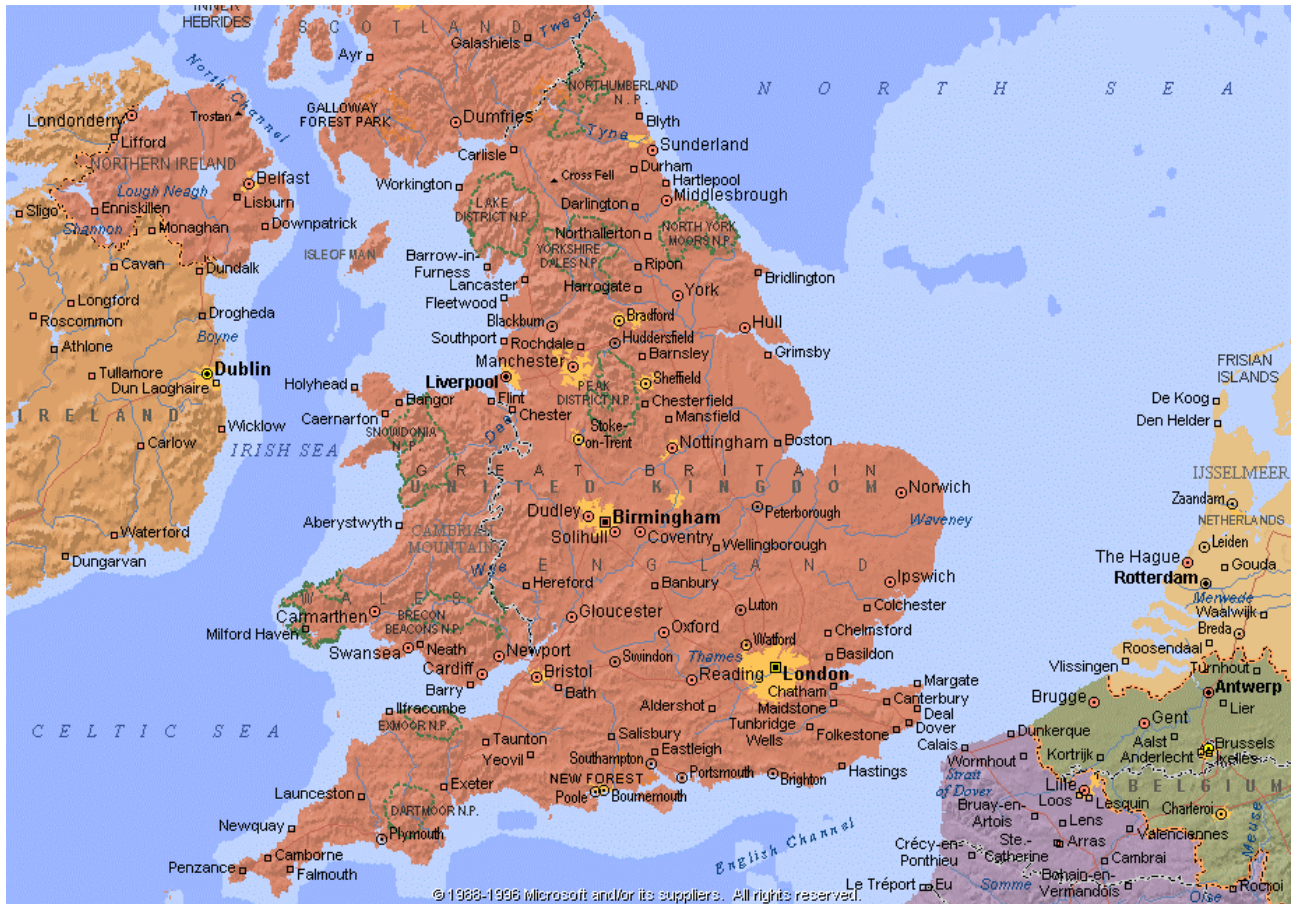 INNER
HEBRIDES
SCOTLAND
Tweed
Galashiels
Ayr
NORTH SEA
North Channel
NORTHUMBERLAND
N.P.
Trostan
GALLOWAY
FOREST PARK
Londonderry
Dumfries
Blyth
Lifford
Tyne
Sunderland
Carlisle
NORTHERN IRELAND
Durham
Belfast
Cross Fell
Hartlepool
Workington
Lough Neagh
Lisburn
Middlesbrough
LAKE
DISTRICT N.P.
Darlington
Sligo
Enniskillen
Shannon
Monaghan
Downpatrick
Northallerton
NORTH YORK
MOORS N.P.
ISLE OF MAN
YORKSHIRE
DALES N.P.
Barrow-in-
Furness
Cavan
Dundalk
Ripon
Bridlington
Lancaster
Harrogate
York
Longford
Fleetwood
Roscommon
Drogheda
Bradford
Blackburn
Hull
Boyne
Southport
Rochdale
Huddersfield
Athlone
Barnsley
Grimsby
Manchester
FRISIAN
ISLANDS
Tullamore
Dublin
Dun Laoghaire
Holyhead
Liverpool
PEAK
DISTRICT N.P.
Sheffield
Bangor
Flint
Chesterfield
De Koog
IRELAND
Caernarfon
Chester
Mansfield
Den Helder
Wicklow
SNOWDONIA
N.P.
Dee
Stoke-
on-Trent
Carlow
IRISH SEA
Nottingham
Boston
GREAT BRITAIN
UNITED KINGDOM
IJSSELMEER
Norwich
Zaandam
Dudley
Birmingham
Peterborough
Waveney
NETHERLANDS
Waterford
Aberystwyth
CAMBRIAN
MOUNTAINS
Solihull
Coventry
Wellingborough
Leiden
Dungarvan
The Hague
Gouda
Wye
ENGLAND
Rotterdam
Hereford
Banbury
Ipswich
Merwede
WALES
Carmarthen
Gloucester
Luton
Colchester
Waalwijk
BRECON
BEACONS N.P.
Milford Haven
Oxford
Chelmsford
Breda
Swansea
Neath
Newport
Watford
Roosendaal
Swindon
Thames
Basildon
Vlissingen
Turnhout
Cardiff
Bristol
Reading
London
Barry
Bath
Chatham
Margate
Antwerp
Ilfracombe
Aldershot
Maidstone
Canterbury
Brugge
Lier
EXMOOR N.P.
Deal
CELTIC SEA
Salisbury
Tunbridge
Wells
Dover
Folkestone
Gent
Taunton
Dunkerque
Aalst
Yeovil
Eastleigh
Calais
Brussels
Southampton
Wormhout
Kortrijk
Anderlecht
Ixelles
NEW FOREST
Portsmouth
Brighton
Hastings
Strait
of Dover
Exeter
Lille
BELGIUM
Launceston
Poole
Bournemouth
Loos
Lesquin
DARTMOOR N.P.
Bruay-en-
Artois
Charleroi
Newquay
Plymouth
English Channel
Lens
Valenciennes
Meuse
Crécy-en-
Ponthieu
Ste.-
Catherine
Arras
Penzance
Camborne
Falmouth
Cambrai
Le Tréport
Eu
Somme
Bohain-en-
Vermandois
Rocroi
Oise
© 1988-1996 Microsoft and/or its suppliers. All rights reserved.